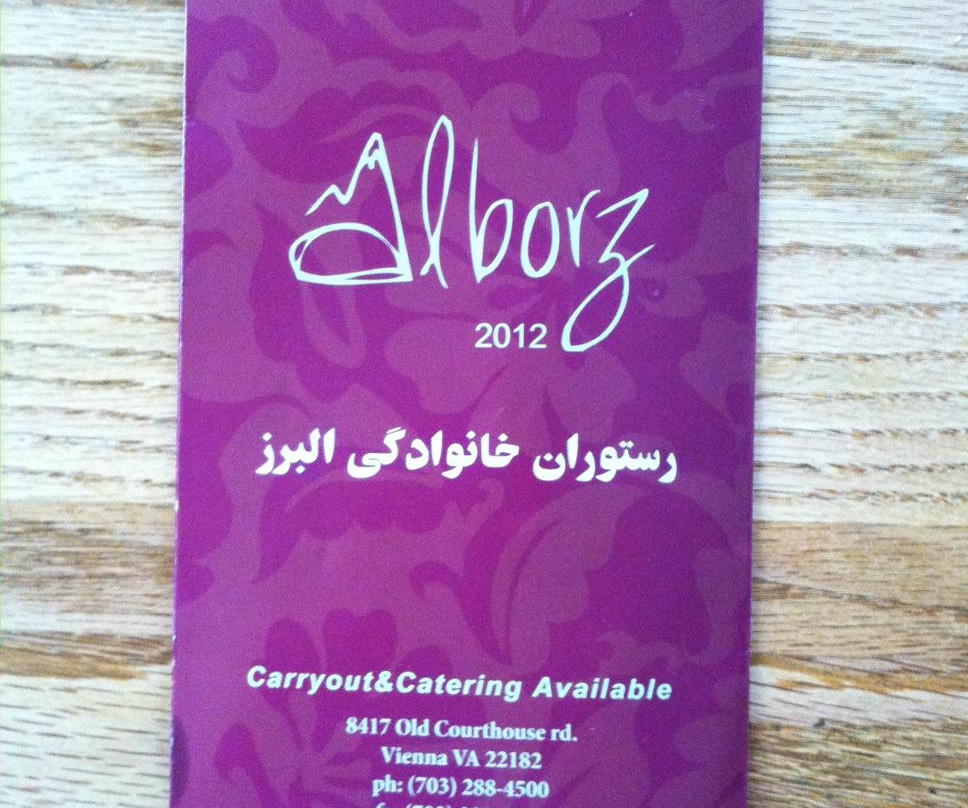 Alborz
2012
رستوران خانوادگی البرز
Carryout&Catering Available
8417 Old Courthouse rd.
Vienna VA 22182
ph: (703) 288-4500